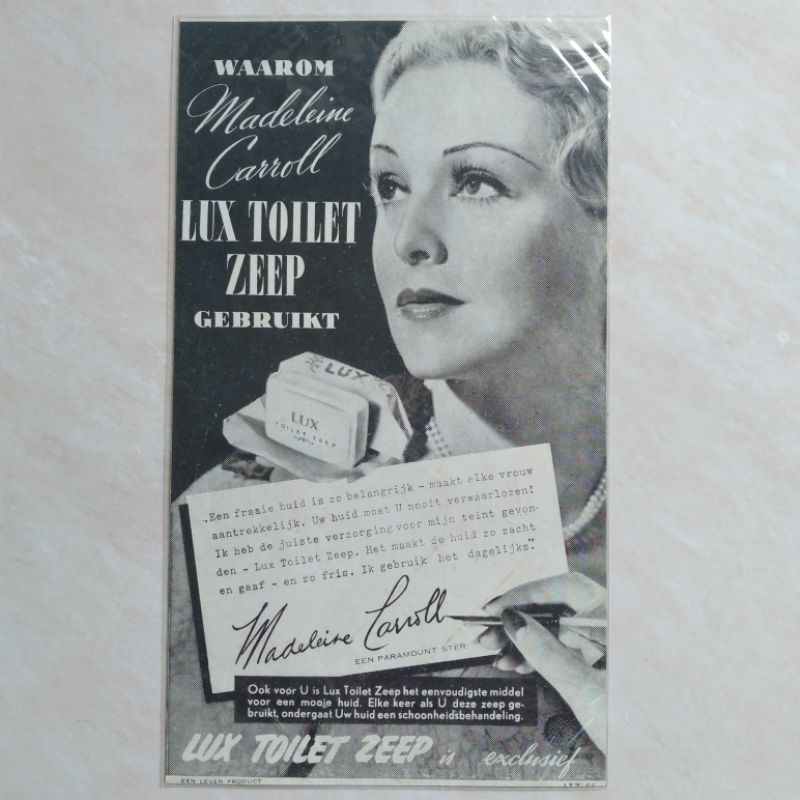 WAAROM
Madeleine
Carroll
LUX TOILET
ZEEP
GEBRUIKT
LUX
LUX
TOILET ZEEP
„Een fraaie huid is zo belangrijk - maakt elke vrouw
aantrekkelijk. Uw huid moet U nooit verwaarlozen!
Ik heb de juiste verzorging voor mijn teint gevon-
den - Lux Toilet Zeep. Het maakt de huid zo zacht
en gaaf - en zo fris. Ik gebruik het dagelijks."
Madeleine Carroll
EEN PARAMOUNT STER
Ook voor U is Lux Toilet Zeep het eenvoudigste middel
voor een mooie huid. Elke keer als U deze zeep ge-
bruikt, ondergaat Uw huid een schoonheidsbehandeling.
LUX TOILET ZEEP is exclusief
EEN LEVER PRODUCT